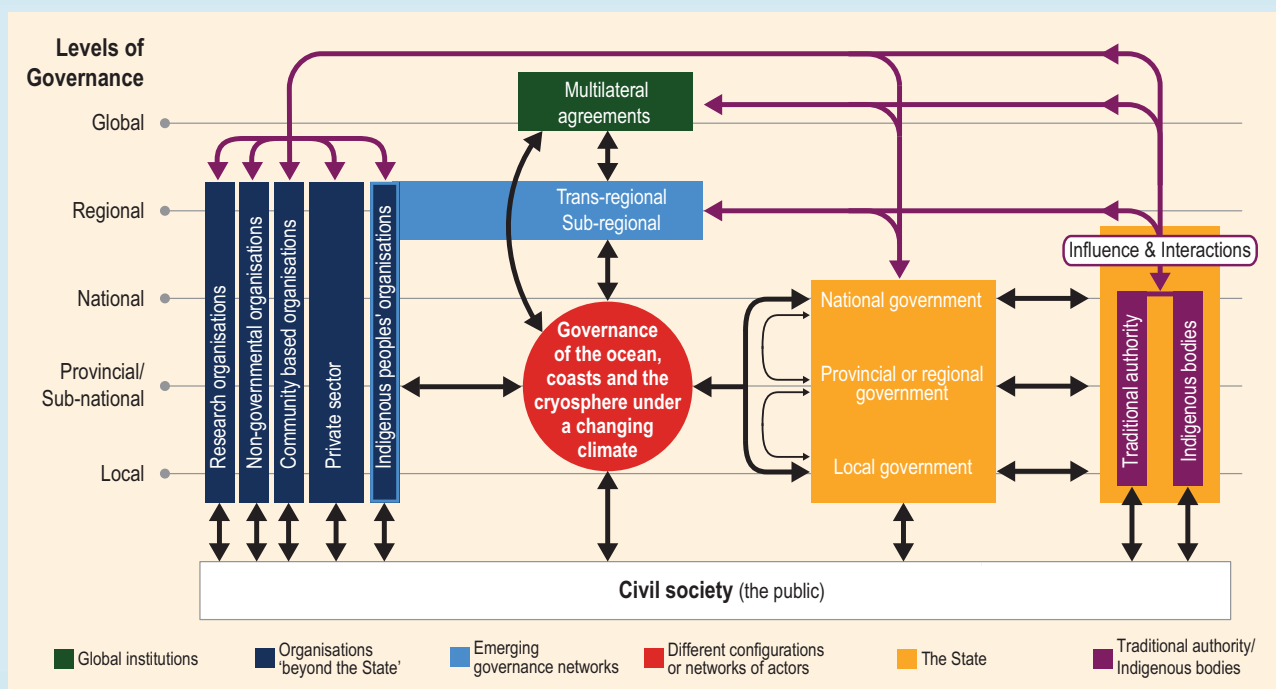 Levels of
Governance
Global
Regional
National
Provincial/
Sub-national
Local
Multilateral
agreements
Trans-regional
Sub-regional
Research organisations
Non-governmental organisations
Community based organisations
Private sector
Indigenous peoples' organisations
Governance
of the ocean,
coasts and the
cryosphere under
a changing
climate
National government
Provincial or regional
government
Local government
Influence & Interactions
Traditional authority
Indigenous bodies
Civil society (the public)
Global institutions
Organisations
'beyond the State'
Emerging
governance networks
Different configurations
or networks of actors
The State
Traditional authority/
Indigenous bodies